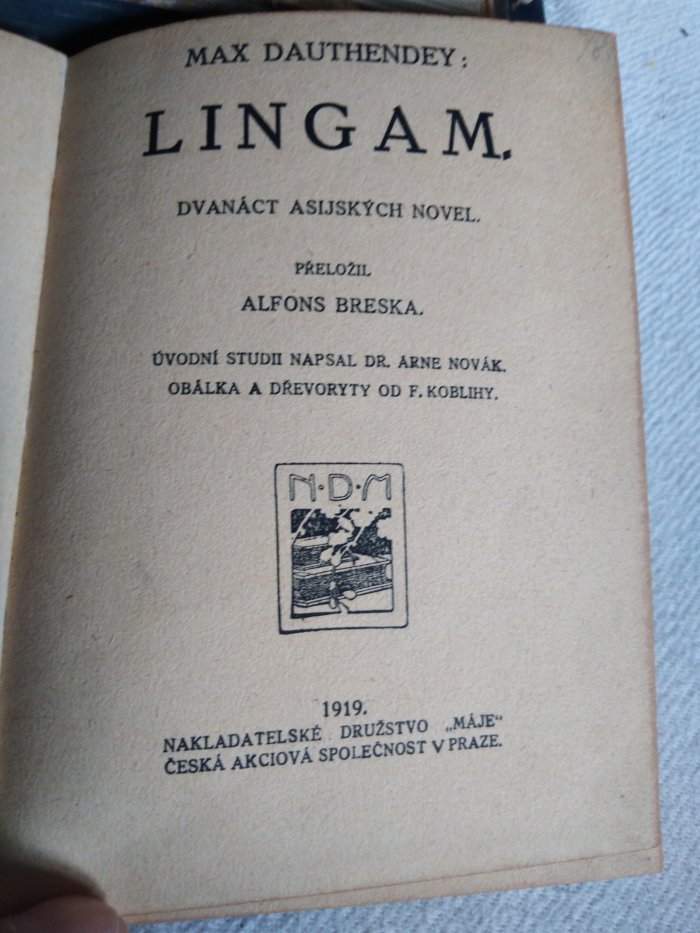 MAX DAUTHENDEY:
LINGAM.
DVANÁCT ASIJSKÝCH NOVEL.
PŘELOŽIL
ALFONS BRESKA.
ÚVODNÍ STUDII NAPSAL DR. ARNE NOVÁK.
OBÁLKA A DŘEVORYTY OD F. KOBLIHY.
N·D·M
1919.
NAKLADATELSKÉ DRUŽSTVO „MÁJE“
ČESKÁ AKCIOVÁ SPOLEČNOST V PRAZE.